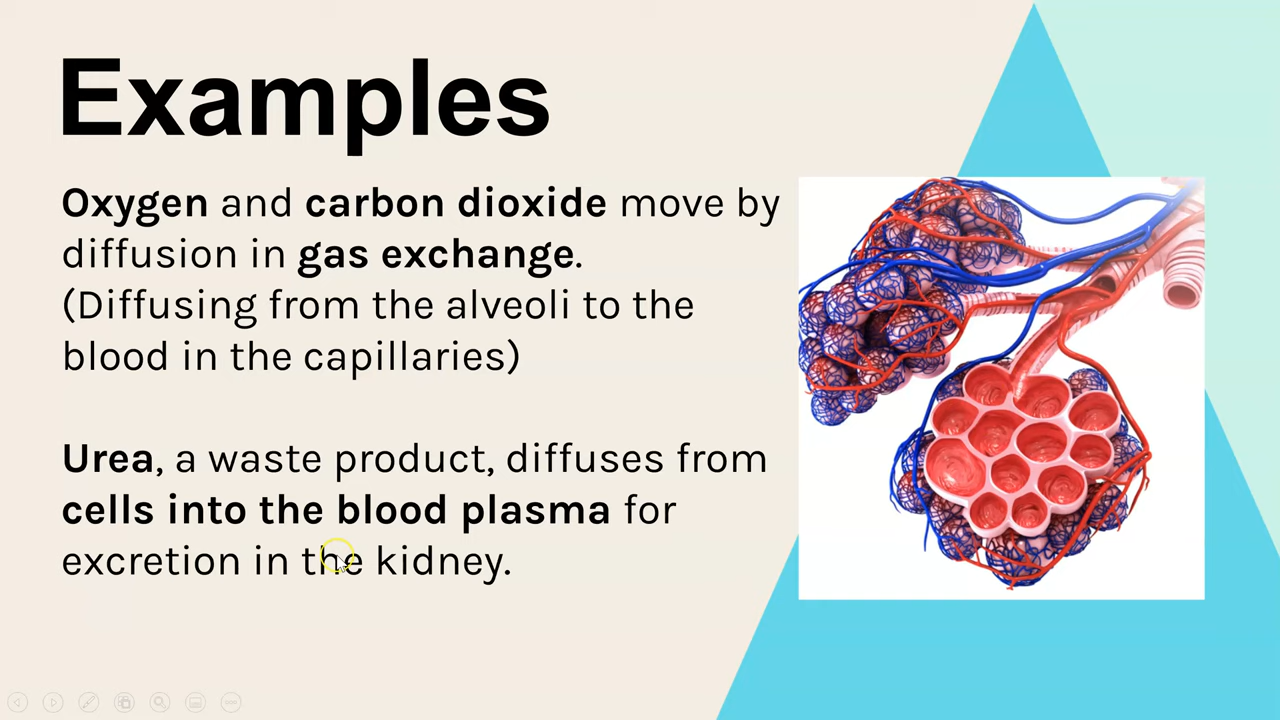 Examples
Oxygen and carbon dioxide move by
diffusion in gas exchange.
(Diffusing from the alveoli to the
blood in the capillaries)
Urea, a waste product, diffuses from
cells into the blood plasma for
excretion in the kidney.